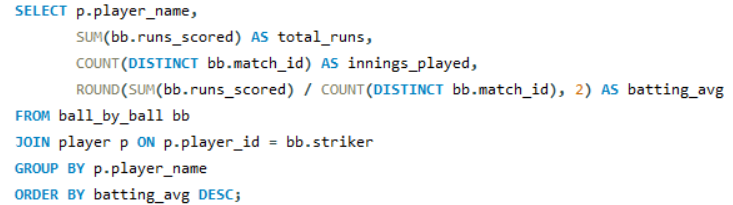 SELECT p.player_name,
SUM(bb.runs_scored) AS total_runs,
COUNT(DISTINCT bb.match_id) AS innings_played,
ROUND(SUM(bb.runs_scored) / COUNT(DISTINCT bb.match_id), 2) AS batting_avg
FROM ball_by_ball bb
JOIN player p ON p.player_id = bb.striker
GROUP BY p.player_name
ORDER BY batting_avg DESC;